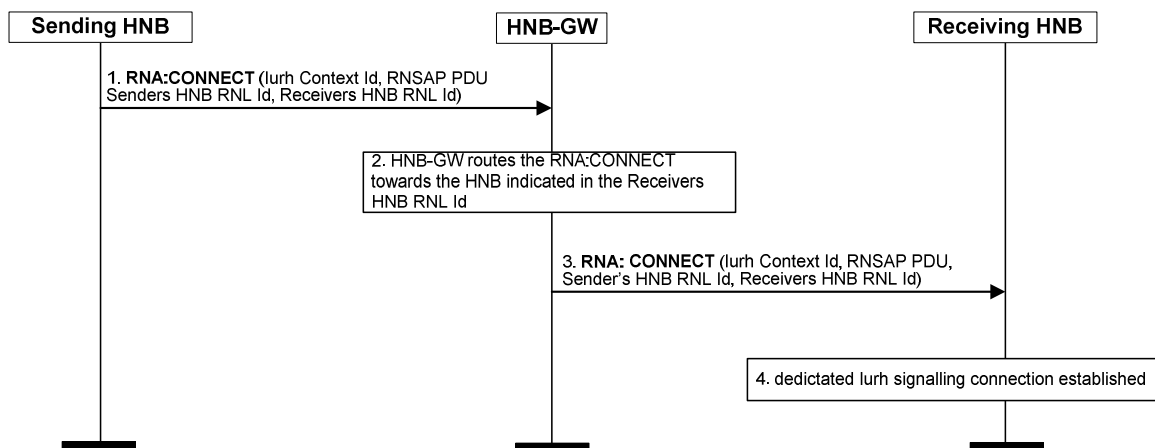 Sending HNB
HNB-GW
Receiving HNB
1. RNA:CONNECT (Iurh Context Id, RNSAP PDU
Senders HNB RNL Id, Receivers HNB RNL Id)
2. HNB-GW routes the RNA:CONNECT
towards the HNB indicated in the Receivers
HNB RNL Id
3. RNA: CONNECT (Iurh Context Id, RNSAP PDU,
Sender's HNB RNL Id, Receivers HNB RNL Id)
4. dedictated Iurh signalling connection established